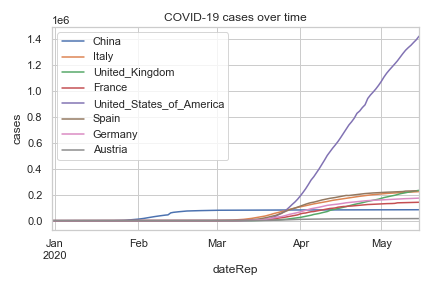 COVID-19 cases over time
1e6
1.4
1.2
1.0
0.8
0.6
0.4
0.2
0.0
cases
China
Italy
United_Kingdom
France
United_States_of_America
Spain
Germany
Austria
Jan Feb Mar Apr May
2020
dateRep